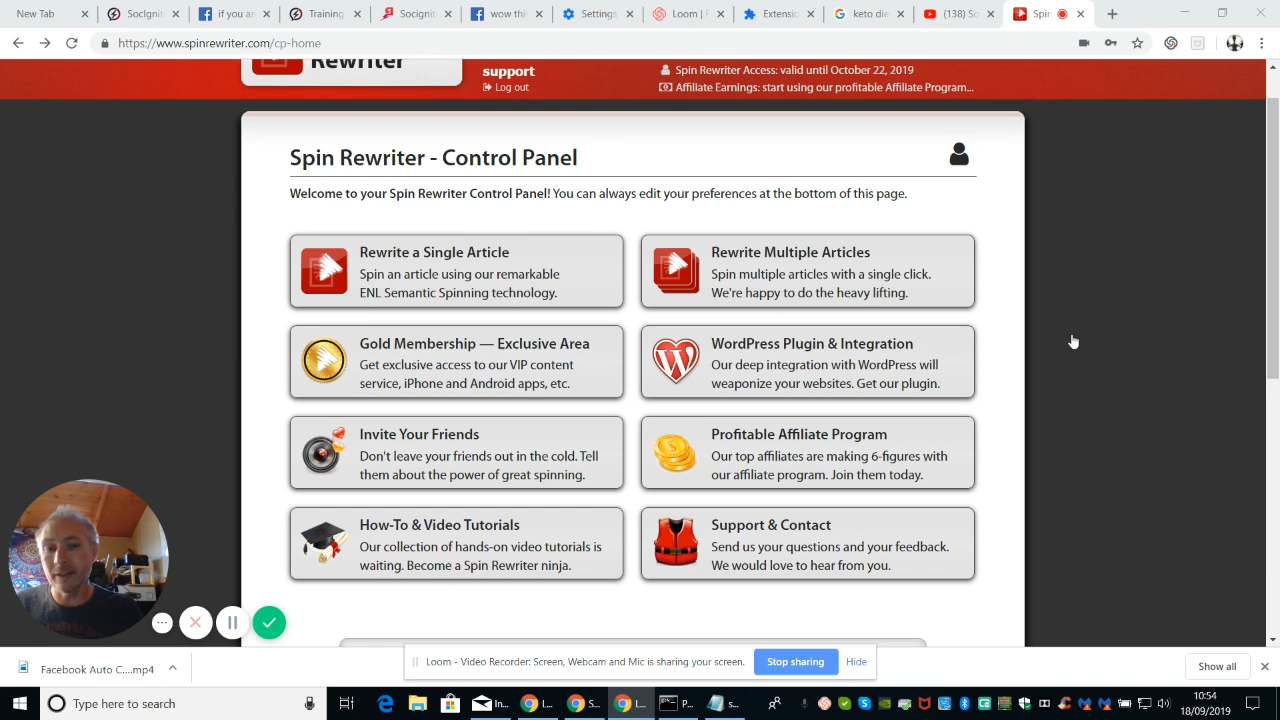 New Tab
SocIgnit
if you are
Training
Socignite
wow thi
Settings
Loom | F
Extensio
keto die
(138) So
Spin
https://www.spinrewriter.com/cp-home
Rewriter
support
Log out
Spin Rewriter Access: valid until October 22, 2019
Affiliate Earnings: start using our profitable Affiliate Program...
Spin Rewriter - Control Panel
Welcome to your Spin Rewriter Control Panel! You can always edit your preferences at the bottom of this page.
Rewrite a Single Article
Spin an article using our remarkable
ENL Semantic Spinning technology.
Rewrite Multiple Articles
Spin multiple articles with a single click.
We're happy to do the heavy lifting.
Gold Membership — Exclusive Area
Get exclusive access to our VIP content
service, iPhone and Android apps, etc.
WordPress Plugin & Integration
Our deep integration with WordPress will
weaponize your websites. Get our plugin.
Invite Your Friends
Don't leave your friends out in the cold. Tell
them about the power of great spinning.
Profitable Affiliate Program
Our top affiliates are making 6-figures with
our affiliate program. Join them today.
How-To & Video Tutorials
Our collection of hands-on video tutorials is
waiting. Become a Spin Rewriter ninja.
Support & Contact
Send us your questions and your feedback.
We would love to hear from you.
Loom - Video Recorder: Screen, Webcam and Mic is sharing your screen.
Stop sharing
Hide
Facebook Auto C....mp4
Show all
Type here to search
In...
L...
S...
L...
P...
s...
10:54
18/09/2019